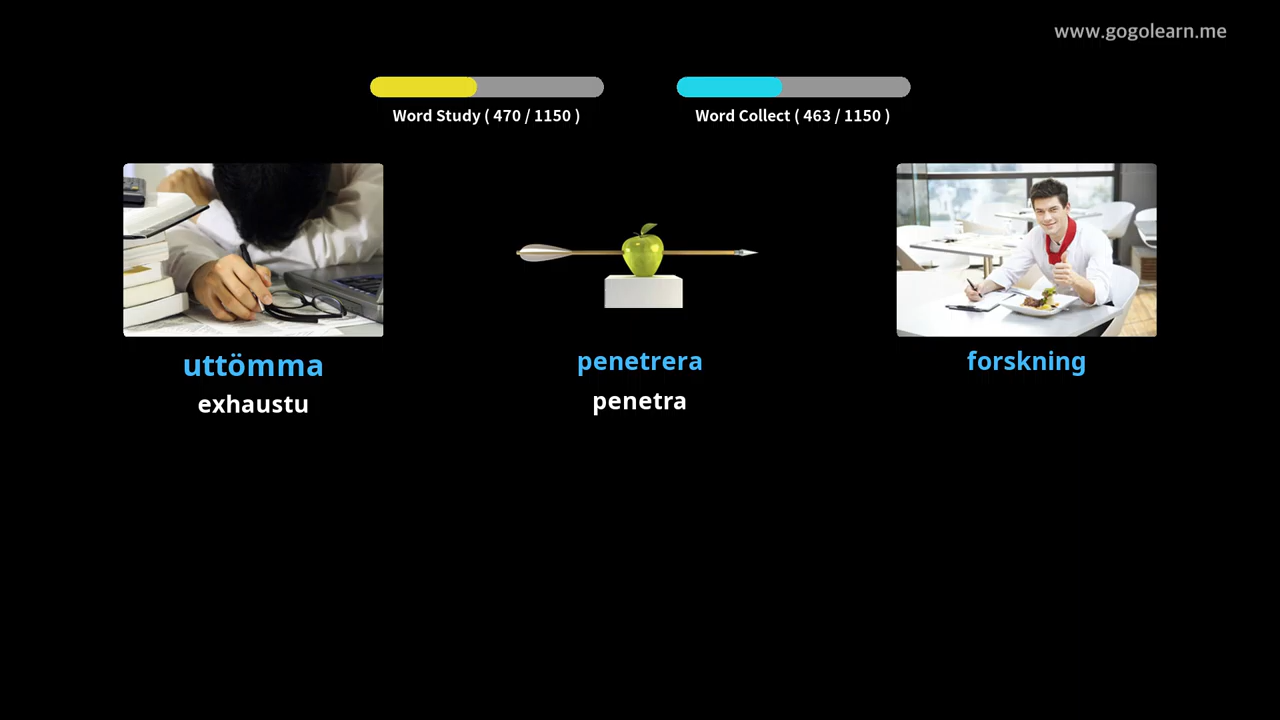 www.gogolearn.me
Word Study ( 470 / 1150 )
Word Collect ( 463 / 1150 )
uttömma
exhaustu
penetrera
penetra
forskning